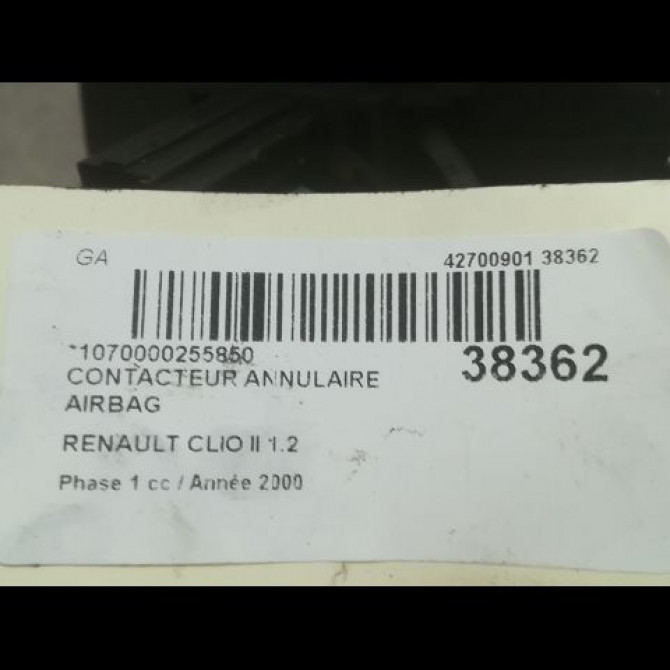 GA
42700901 38362
*1070000255850
38362
CONTACTEUR ANNULAIRE
AIRBAG
RENAULT CLIO II 1.2
Phase 1 cc / Année 2000